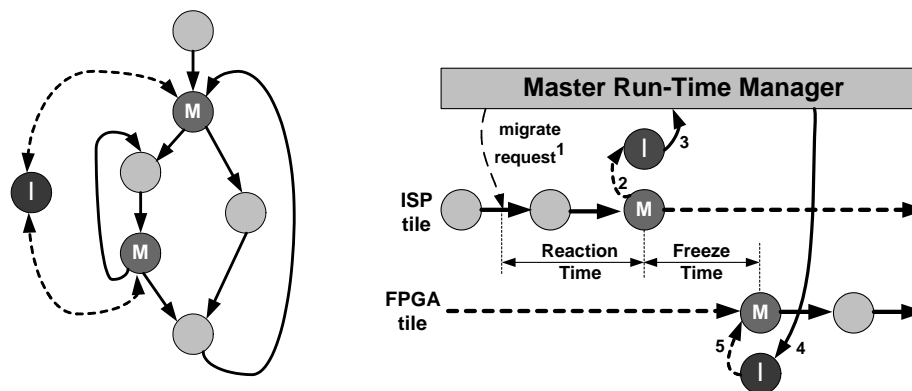 M
I
M
Master Run-Time Manager
migrate
request1
I
3
2
ISP
tile
M
Reaction
Time
Freeze
Time
FPGA
tile
M
5
4
I